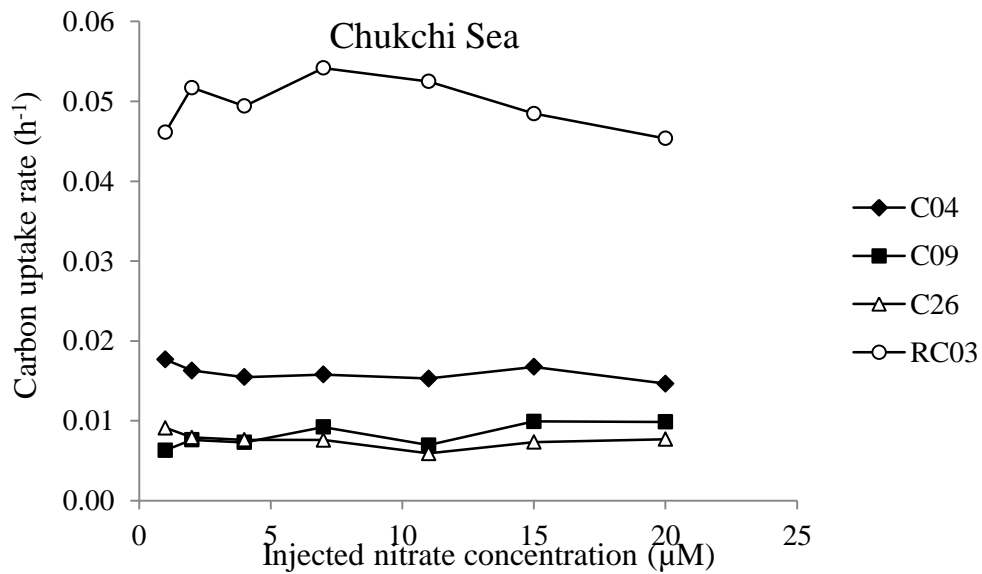 Chukchi Sea
0.06
0.05
0.04
0.03
0.02
0.01
0.00
Carbon uptake rate (h⁻¹)
0 5 10 15 20 25
Injected nitrate concentration (µM)
C04
C09
C26
RC03